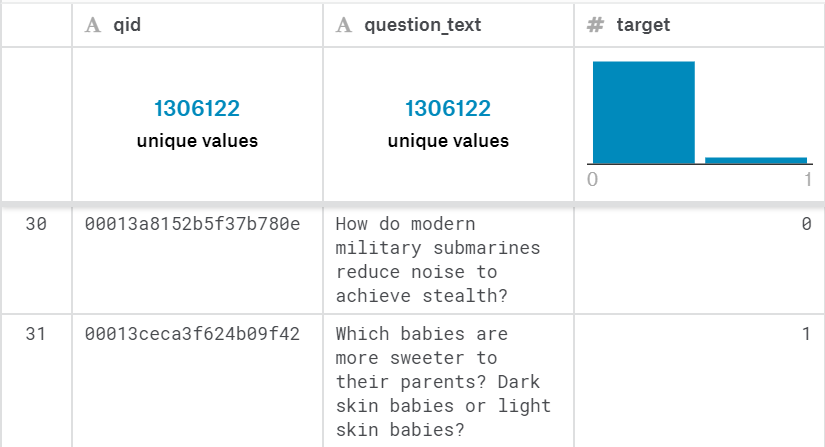 A qid A question_text # target
1306122 1306122
unique values unique values
0 1
30 00013a8152b5f37b780e How do modern 0
military submarines
reduce noise to
achieve stealth?
31 00013ceca3f624b09f42 Which babies are 1
more sweeter to
their parents? Dark
skin babies or light
skin babies?